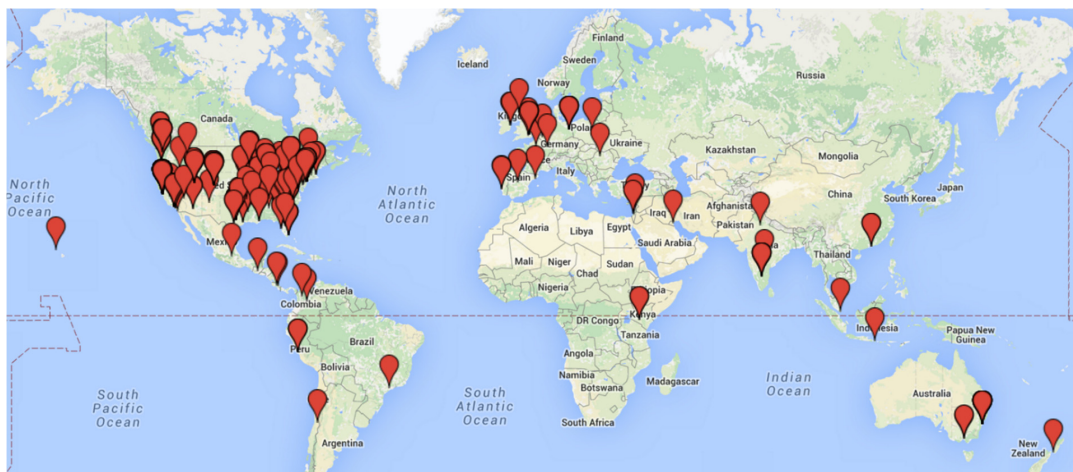 Iceland
Finland
Sweden
Norway
Russia
Canada
Poland
Germany
Ukraine
Kazakhstan
Mongolia
Italy
Spain
North
Pacific
Ocean
North
Atlantic
Ocean
China
Japan
South Korea
Afghanistan
Iraq
Iran
Pakistan
Algeria
Libya
Egypt
Saudi Arabia
Mexico
Mali
Niger
Sudan
Chad
Thailand
Nigeria
Ethiopia
Venezuela
Colombia
DR Congo
Kenya
Tanzania
Indonesia
Papua New
Guinea
Peru
Brazil
Bolivia
Angola
Namibia
Botswana
Madagascar
Indian
Ocean
South
Pacific
Ocean
South
Atlantic
Ocean
Australia
South Africa
Argentina
New
Zealand